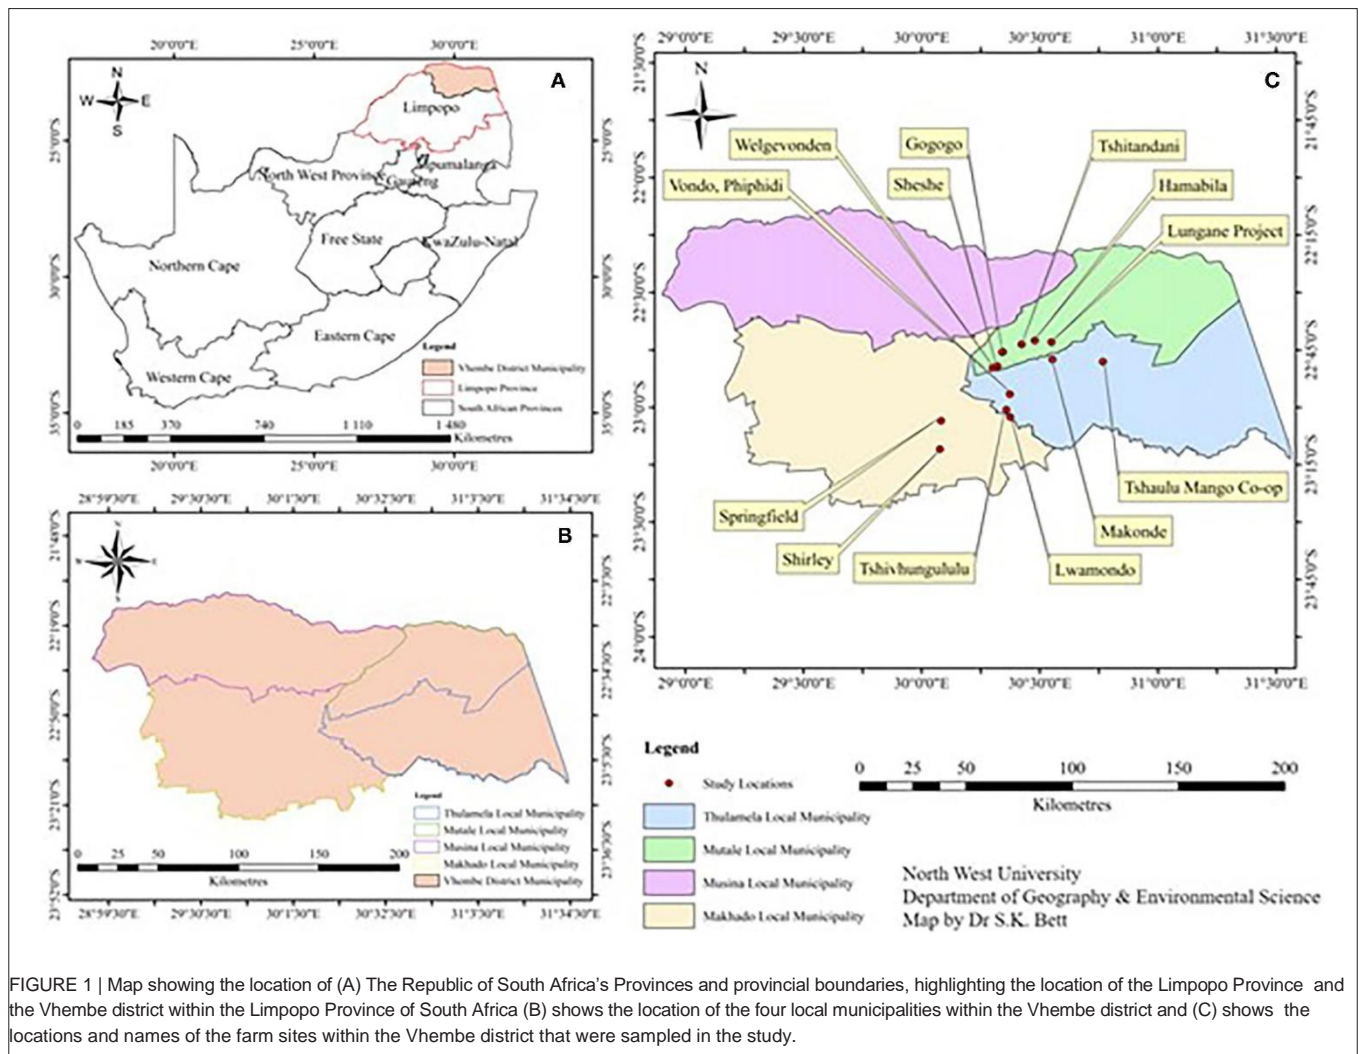 20°0'0"E 25°0'0"E 30°0'0"E
A
N
W E
S
Limpopo
North West Province
Mpumalanga
Gauteng
Free State
KwaZulu-Natal
Northern Cape
Eastern Cape
Western Cape
Legend
Vhembe District Municipality
Limpopo Province
South African Provinces
0 185 370 740 1 110 1 480
Kilometres
25°0'0"S
30°0'0"S
35°0'0"S
20°0'0"E 25°0'0"E 30°0'0"E
28°59'30"E 29°30'30"E 30°1'30"E 30°32'30"E 31°3'30"E 31°34'30"E
B
N
W E
S
Legend
Thulamela Local Municipality
Mutale Local Municipality
Musina Local Municipality
Makhado Local Municipality
Vhembe District Municipality
0 25 50 100 150 200
Kilometres
28°59'30"E 29°30'30"E 30°1'30"E 30°32'30"E 31°3'30"E 31°34'30"E
29°0'0"E 29°30'0"E 30°0'0"E 30°30'0"E 31°0'0"E 31°30'0"E
C
N
Welgevonden
Gogogo
Tshitandani
Vondo, Phiphidi
Sheshe
Hamabila
Lungane Project
Tshaulu Mango Co-op
Springfield
Makonde
Shirley
Tshivhungululu
Lwamondo
21°30'0"S
22°0'0"S
22°30'0"S
23°0'0"S
23°30'0"S
24°0'0"S
21°45'0"S
22°15'0"S
22°45'0"S
23°15'0"S
23°45'0"S
29°0'0"E 29°30'0"E 30°0'0"E 30°30'0"E 31°0'0"E 31°30'0"E
Legend
Study Locations
Thulamela Local Municipality
Mutale Local Municipality
Musina Local Municipality
Makhado Local Municipality
0 25 50 100 150 200
Kilometres
North West University
Department of Geography & Environmental Science
Map by Dr S.K. Bett
FIGURE 1 | Map showing the location of (A) The Republic of South Africa's Provinces and provincial boundaries, highlighting the location of the Limpopo Province and
the Vhembe district within the Limpopo Province of South Africa (B) shows the location of the four local municipalities within the Vhembe district and (C) shows the
locations and names of the farm sites within the Vhembe district that were sampled in the study.